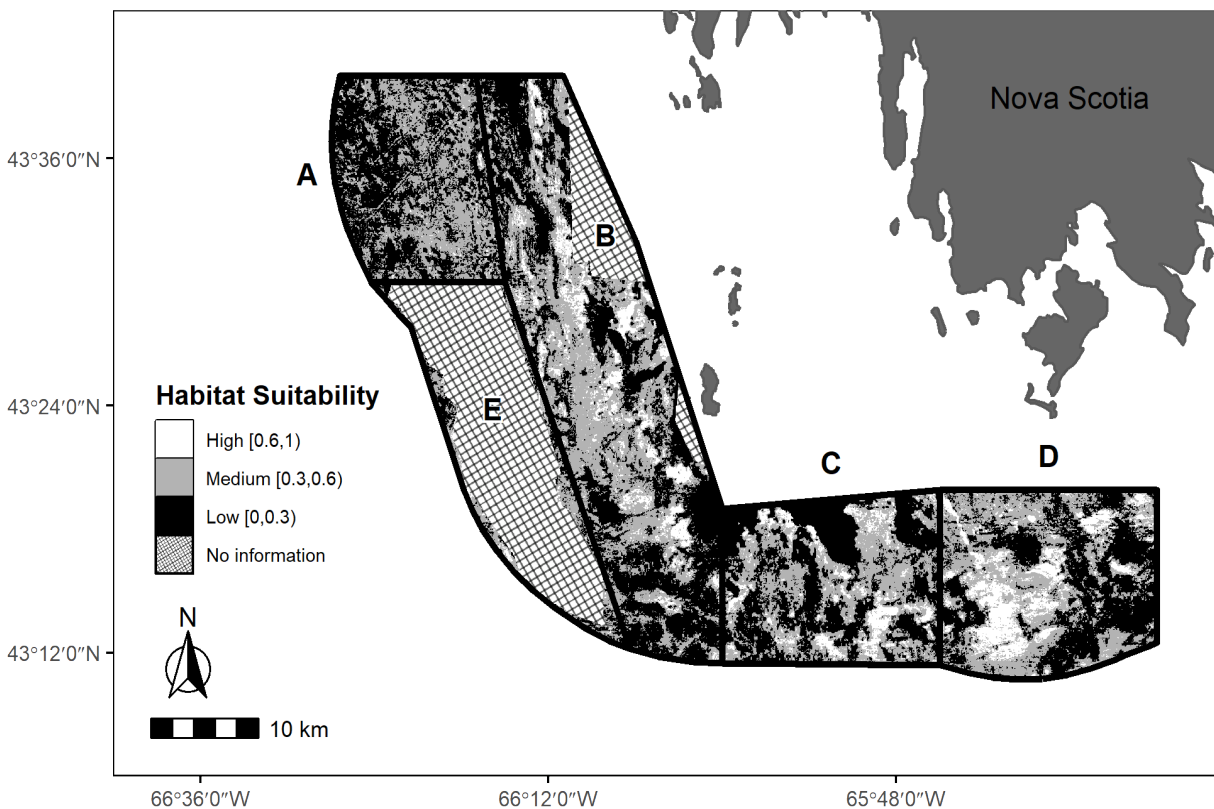 Nova Scotia
43°36′0″N
A
B
43°24′0″N
Habitat Suitability
E
High [0.6,1)
Medium [0.3,0.6)
Low [0,0.3)
No information
C
D
N
43°12′0″N
10 km
66°36′0″W
66°12′0″W
65°48′0″W